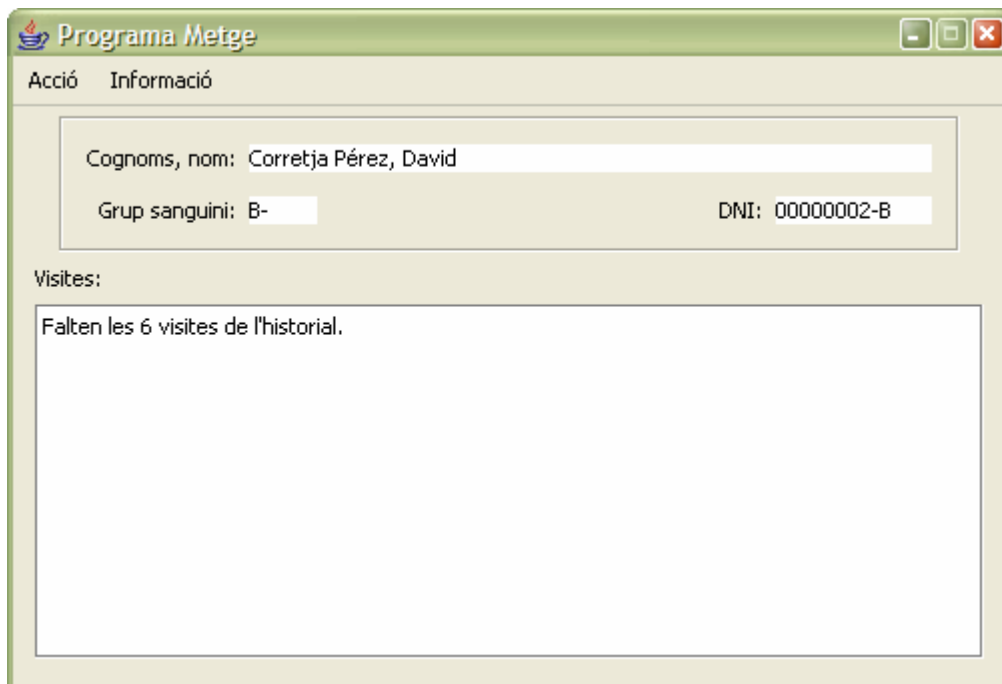 Programa Metge
Acció Informació
Cognoms, nom: Corretja Pérez, David
Grup sanguini: B- DNI: 00000002-B
Visites:
Falten les 6 visites de l'historial.